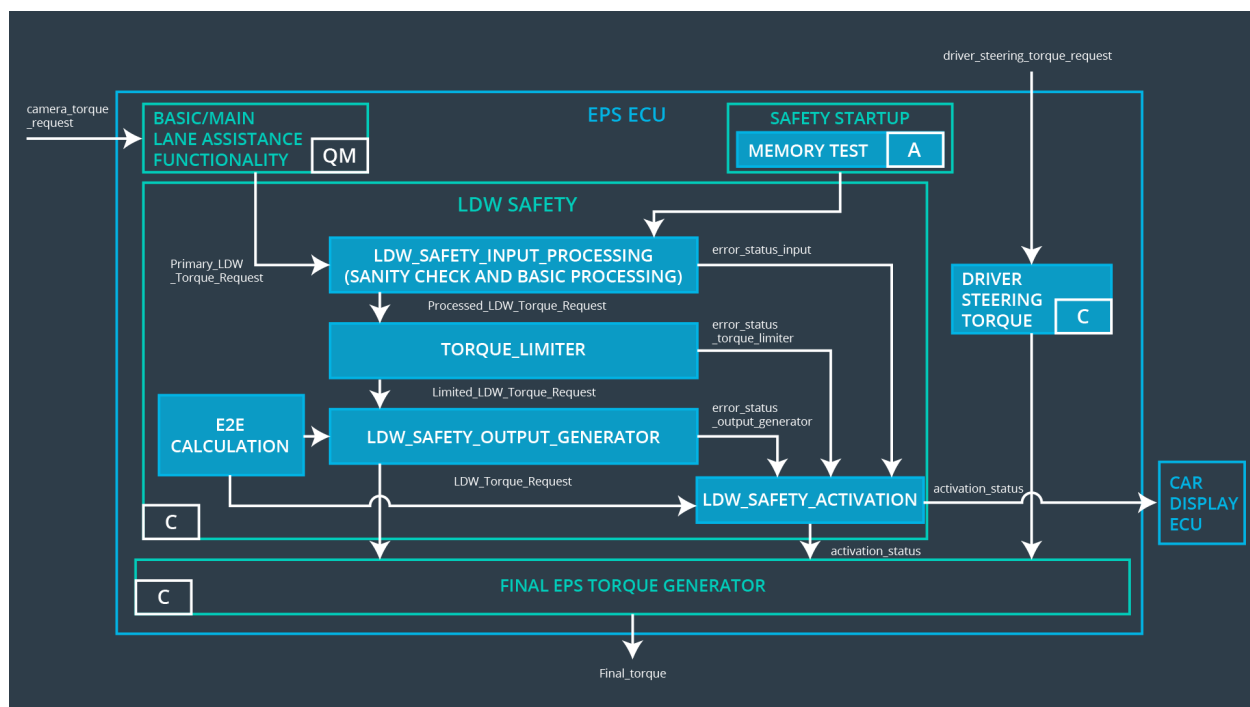 driver_steering_torque_request
camera_torque
_request
EPS ECU
BASIC/MAIN
LANE ASSISTANCE
FUNCTIONALITY
QM
SAFETY STARTUP
MEMORY TEST
A
LDW SAFETY
Primary_LDW
_Torque_Request
LDW_SAFETY_INPUT_PROCESSING
(SANITY CHECK AND BASIC PROCESSING)
error_status_input
DRIVER
STEERING
TORQUE
C
Processed_LDW_Torque_Request
TORQUE_LIMITER
error_status
_torque_limiter
Limited_LDW_Torque_Request
E2E
CALCULATION
LDW_SAFETY_OUTPUT_GENERATOR
error_status
_output_generator
LDW_Torque_Request
LDW_SAFETY_ACTIVATION
activation_status
CAR
DISPLAY
ECU
C
activation_status
FINAL EPS TORQUE GENERATOR
C
Final_torque